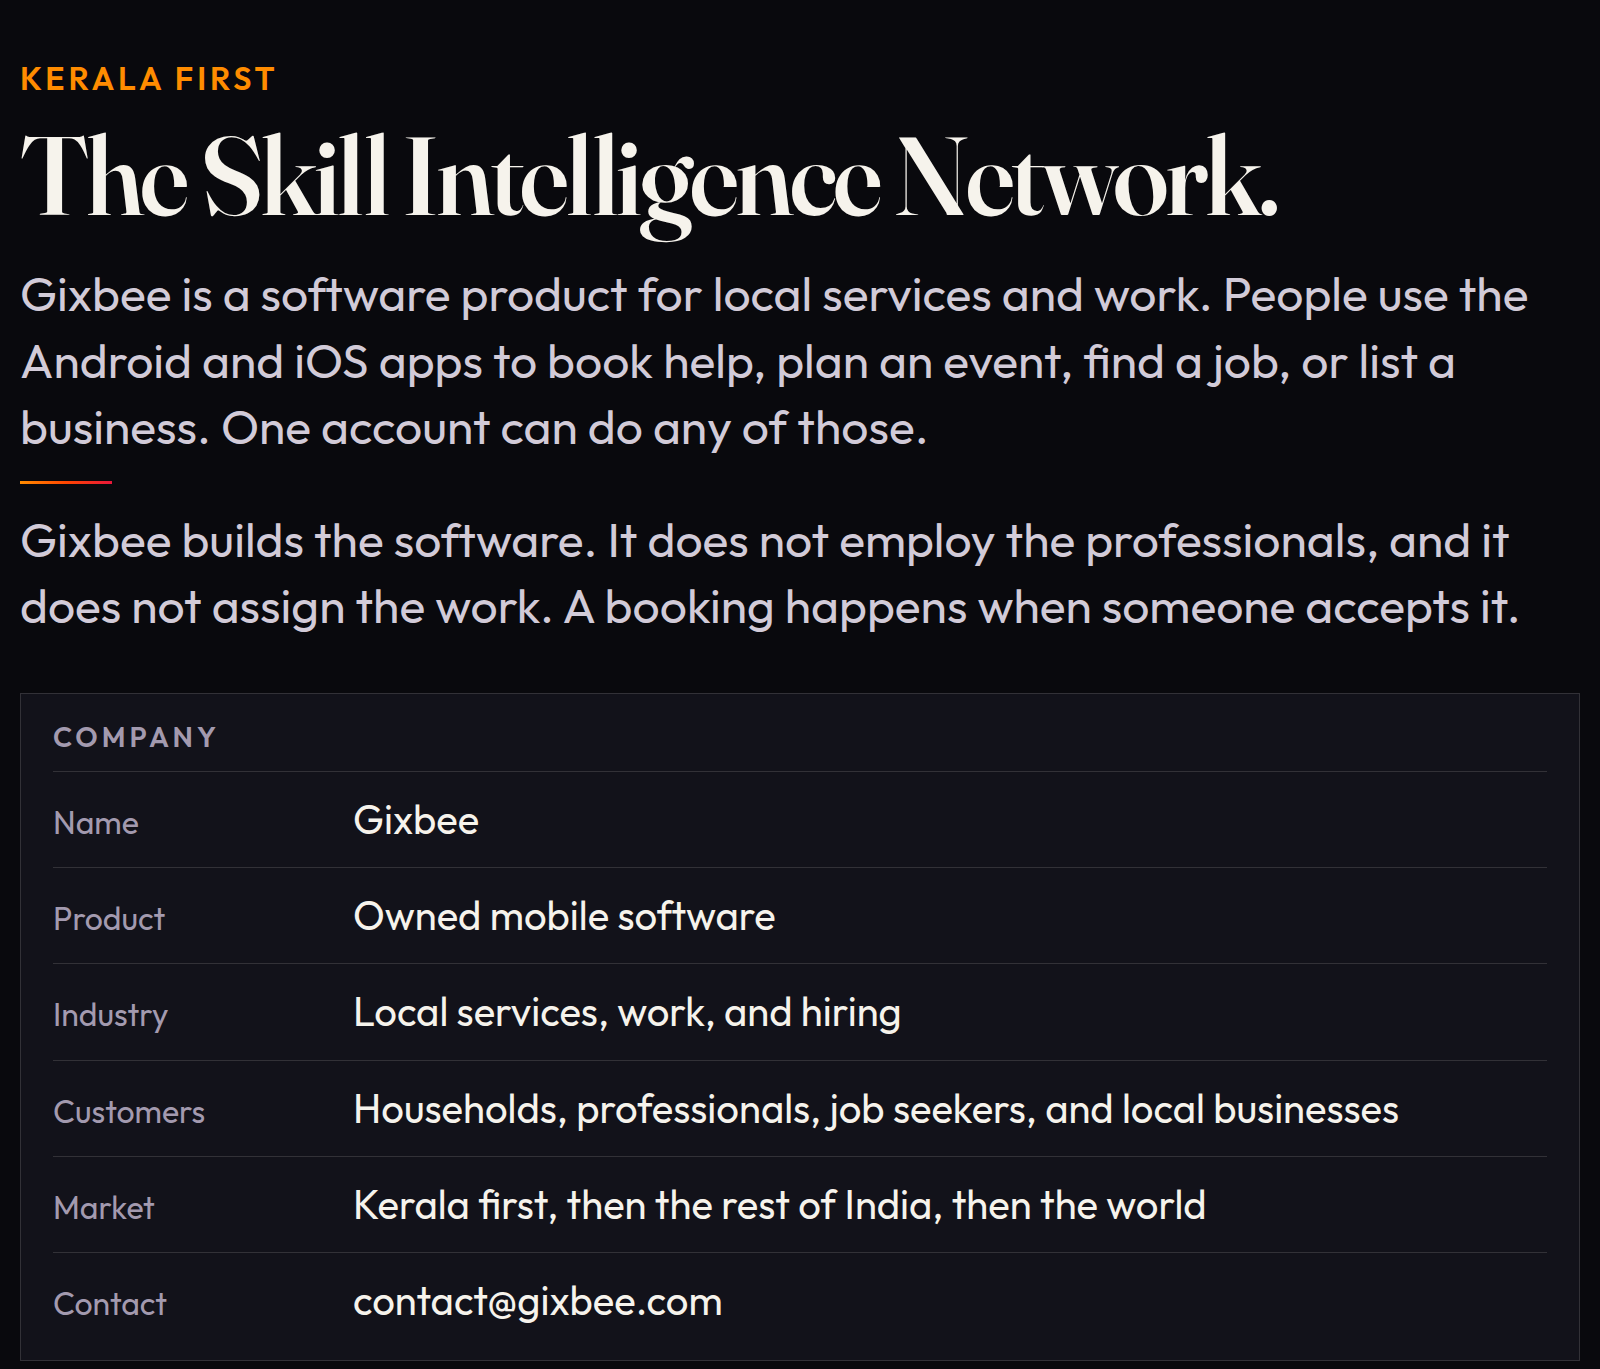 KERALA FIRST
The Skill Intelligence Network.
Gixbee is a software product for local services and work. People use the
Android and iOS apps to book help, plan an event, find a job, or list a
business. One account can do any of those.
Gixbee builds the software. It does not employ the professionals, and it
does not assign the work. A booking happens when someone accepts it.
COMPANY
Name Gixbee
Product Owned mobile software
Industry Local services, work, and hiring
Customers Households, professionals, job seekers, and local businesses
Market Kerala first, then the rest of India, then the world
Contact contact@gixbee.com